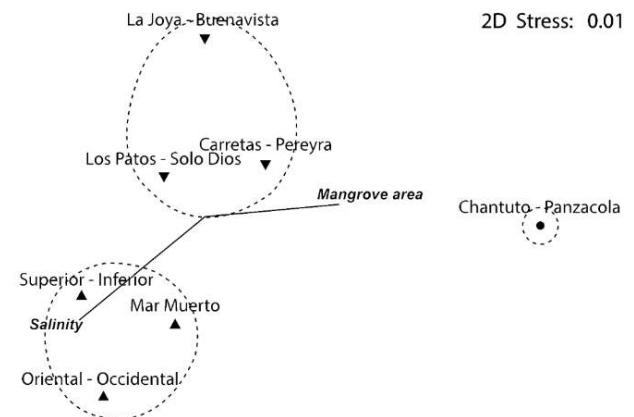 La Joya - Buenavista
2D Stress: 0.01
Carretas - Pereyra
Los Patos - Solo Dios
Mangrove area
Chantuto - Panzacola
Superior - Inferior
Mar Muerto
Salinity
Oriental - Occidental